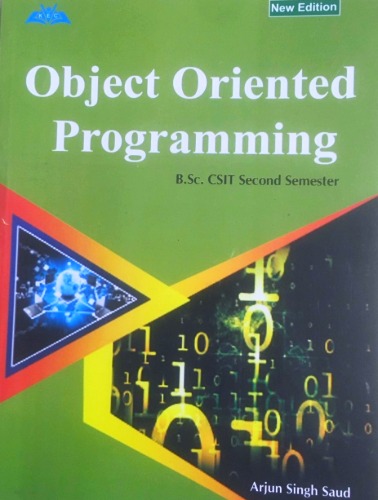 New Edition
Object Oriented
Programming
B.Sc. CSIT Second Semester
Arjun Singh Saud